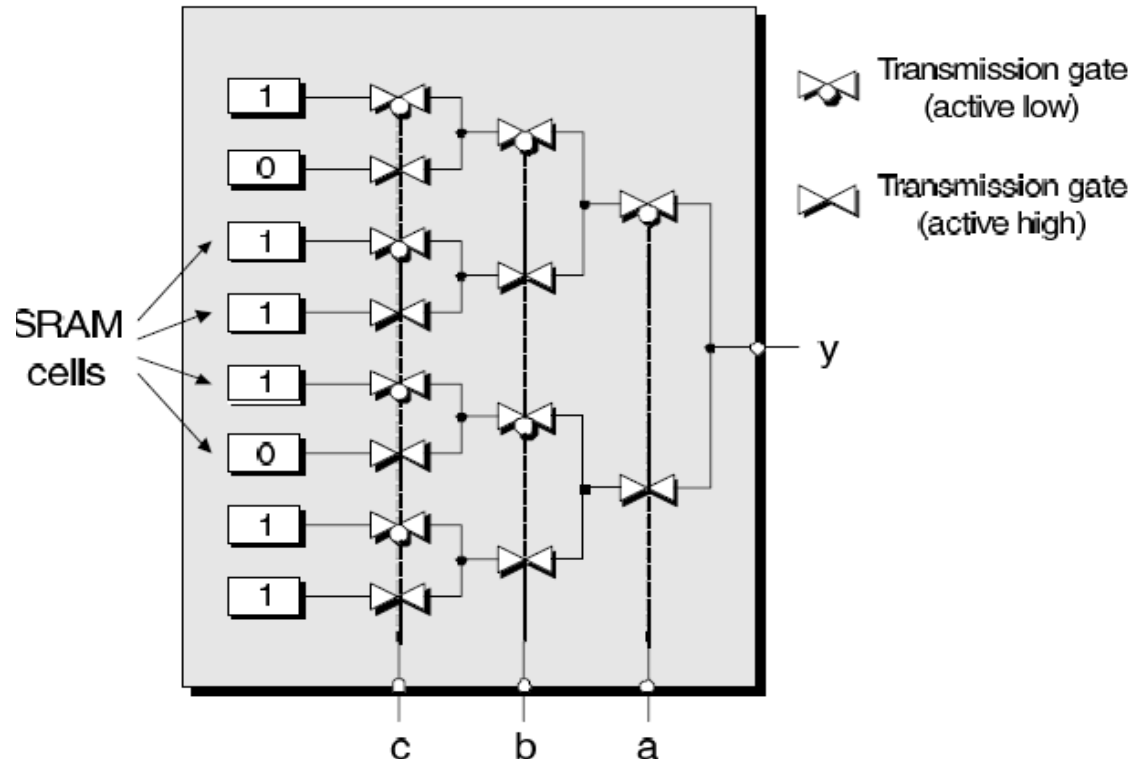 1
0
1
1
1
0
1
1
SRAM
cells
Transmission gate
(active low)
Transmission gate
(active high)
y
c b a